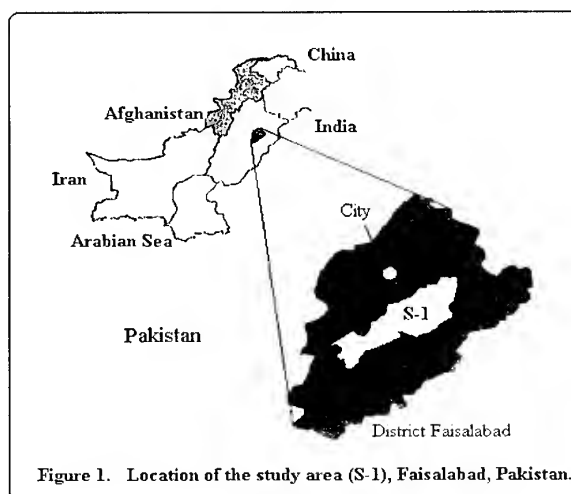 China
Afghanistan
India
Iran
City
Arabian Sea
S-1
Pakistan
District Faisalabad
Figure 1. Location of the study area (S-1), Faisalabad, Pakistan.